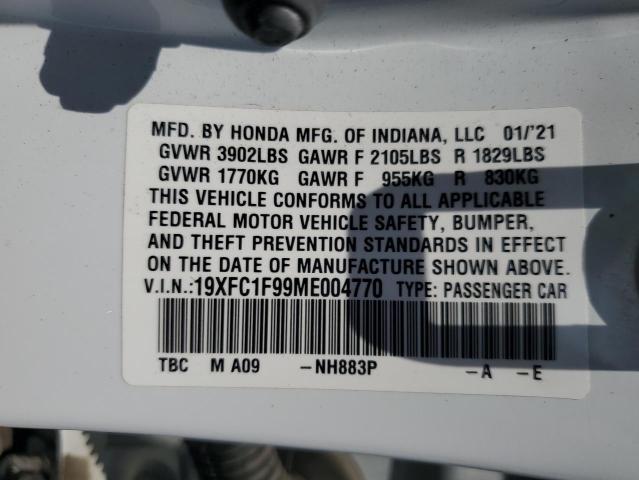 MFD. BY HONDA MFG. OF INDIANA, LLC 01/'21
GVWR 3902LBS GAWR F 2105LBS R 1829LBS
GVWR 1770KG GAWR F 955KG R 830KG
THIS VEHICLE CONFORMS TO ALL APPLICABLE
FEDERAL MOTOR VEHICLE SAFETY, BUMPER,
AND THEFT PREVENTION STANDARDS IN EFFECT
ON THE DATE OF MANUFACTURE SHOWN ABOVE.
V.I.N.:19XFC1F99ME004770 TYPE: PASSENGER CAR
TBC M A09 -NH883P -A -E